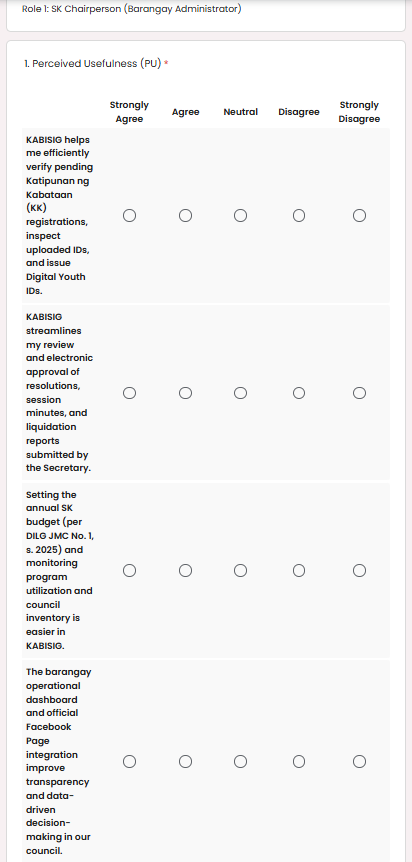 Role 1: SK Chairperson (Barangay Administrator)
1. Perceived Usefulness (PU) *
Strongly
Agree
Agree
Neutral
Disagree
Strongly
Disagree
KABISIG helps
me efficiently
verify pending
Katipunan ng
Kabataan
(KK)
registrations,
inspect
uploaded IDs,
and issue
Digital Youth
IDs.
KABISIG
streamlines
my review
and electronic
approval of
resolutions,
session
minutes, and
liquidation
reports
submitted by
the Secretary.
Setting the
annual SK
budget (per
DILG JMC No. 1,
s. 2025) and
monitoring
program
utilization and
council
inventory is
easier in
KABISIG.
The barangay
operational
dashboard
and official
Facebook
Page
integration
improve
transparency
and data-
driven
decision-
making in our
council.